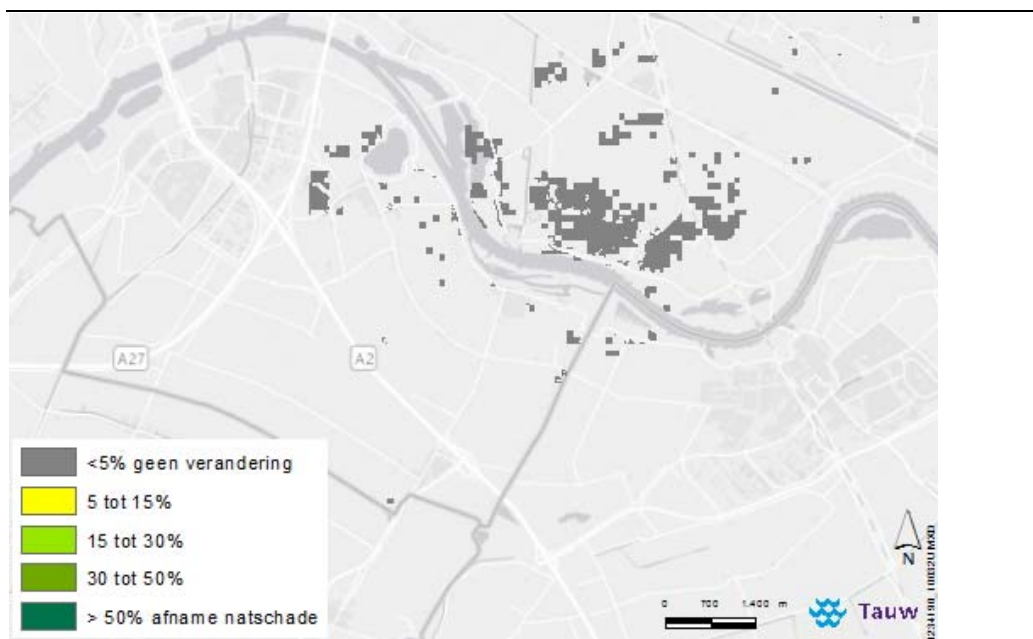 A27
A2
<5% geen verandering
5 tot 15%
15 tot 30%
30 tot 50%
> 50% afname natschade
0 700 1.400 m
Tauw
N